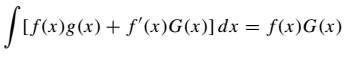 ∫[f(x)g(x) + f′(x)G(x)] dx = f(x)G(x)